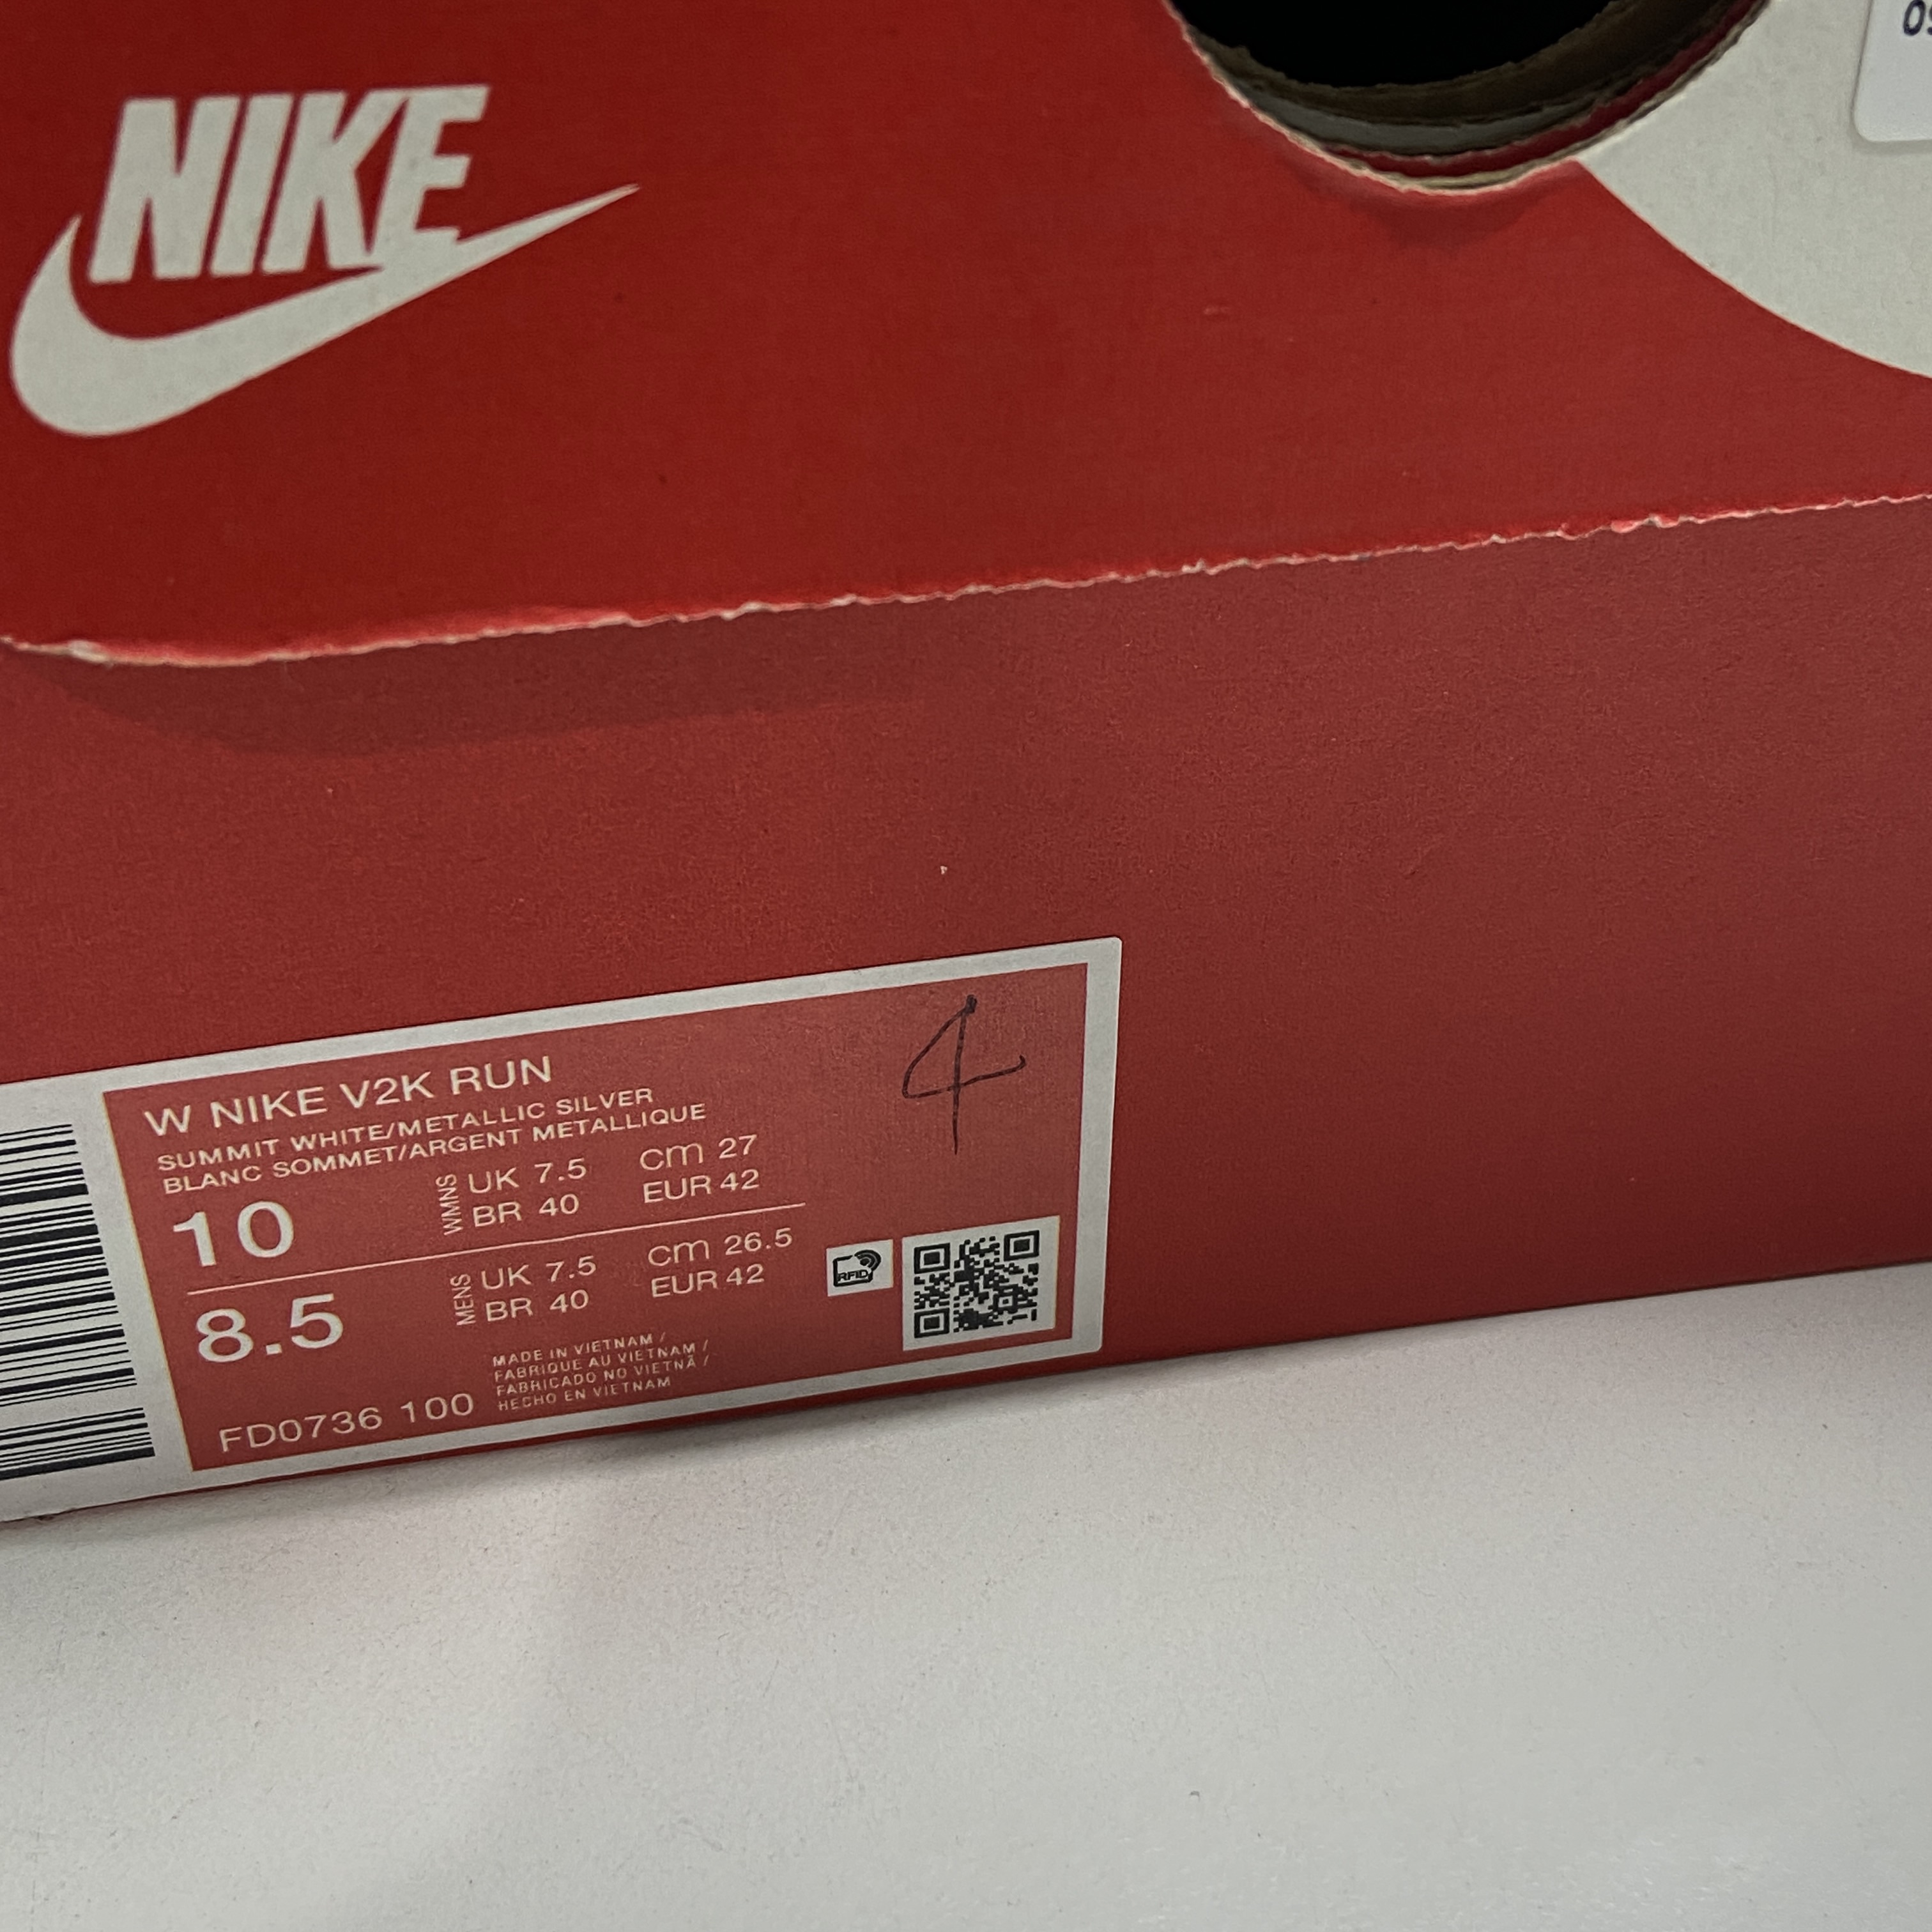 NIKE
W NIKE V2K RUN
SUMMIT WHITE/METALLIC SILVER
BLANC SOMMET/ARGENT METALLIQUE
10 WMNS UK 7.5 cm 27
BR 40 EUR 42
8.5 MENS UK 7.5 cm 26.5
BR 40 EUR 42
MADE IN VIETNAM /
FABRIQUE AU VIETNAM /
FABRICADO NO VIETNÃ /
HECHO EN VIETNAM
FD0736 100
RFID
4